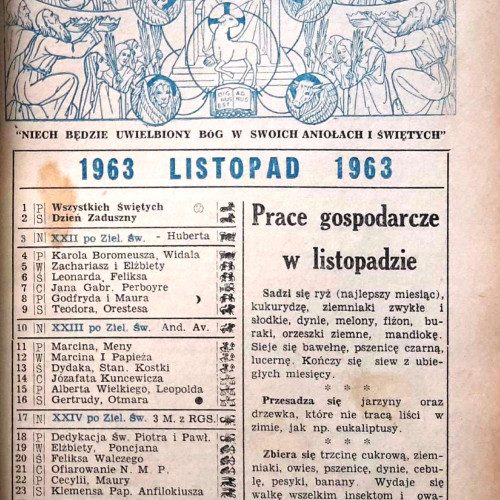 HIC EST
AGNUS
"NIECH BĘDZIE UWIELBIONY BÓG W SWOICH ANIOŁACH I ŚWIĘTYCH"
1963 LISTOPAD 1963
1 P Wszystkich Świętych
2 S Dzień Zaduszny
3 N XXII po Ziel. Św. - Huberta
4 P Karola Boromeusza, Widala
5 W Zachariasz i Elżbiety
6 Ś Leonarda, Feliksa
7 C Jana Gabr. Perboyre
8 P Godfryda i Maura
9 S Teodora, Orestesa
10 N XXIII po Ziel. Św. And. Av.
11 P Marcina, Meny
12 W Marcina I Papieża
13 Ś Dydaka, Stan. Kostki
14 C Józafata Kuncewicza
15 P Alberta Wielkiego, Leopolda
16 S Gertrudy, Otmara
17 N XXIV po Ziel. Św. 3 M. z RGS.
18 P Dedykacja Św. Piotra i Pawł.
19 W Elżbiety, Poncjana
20 Ś Feliksa Walezego
21 C Ofiarowanie N. M. P.
22 P Cecylii, Maury
23 S Klemensa Pap. Anfilokiusza
Prace gospodarcze
w listopadzie
Sadzi się ryż (najlepszy miesiąc),
kukurydzę, ziemniaki zwykłe i
słodkie, dynie, melony, fiżon, bu-
raki, orzeszki ziemne, mandiokę.
Sieje się bawełnę, pszenicę czarną,
lucernę. Kończy się siew z ubie-
głych miesięcy.
* * *
Przesadza się jarzyny oraz
drzewka, które nie tracą liści w
zimie, jak np. eukaliptusy.
* * *
Zbiera się trzcinę cukrową, ziem-
niaki, owies, pszenicę, dynie, cebu-
lę, pesyki, banany. Wydaje się
walkę wszelkim insektom i owa-